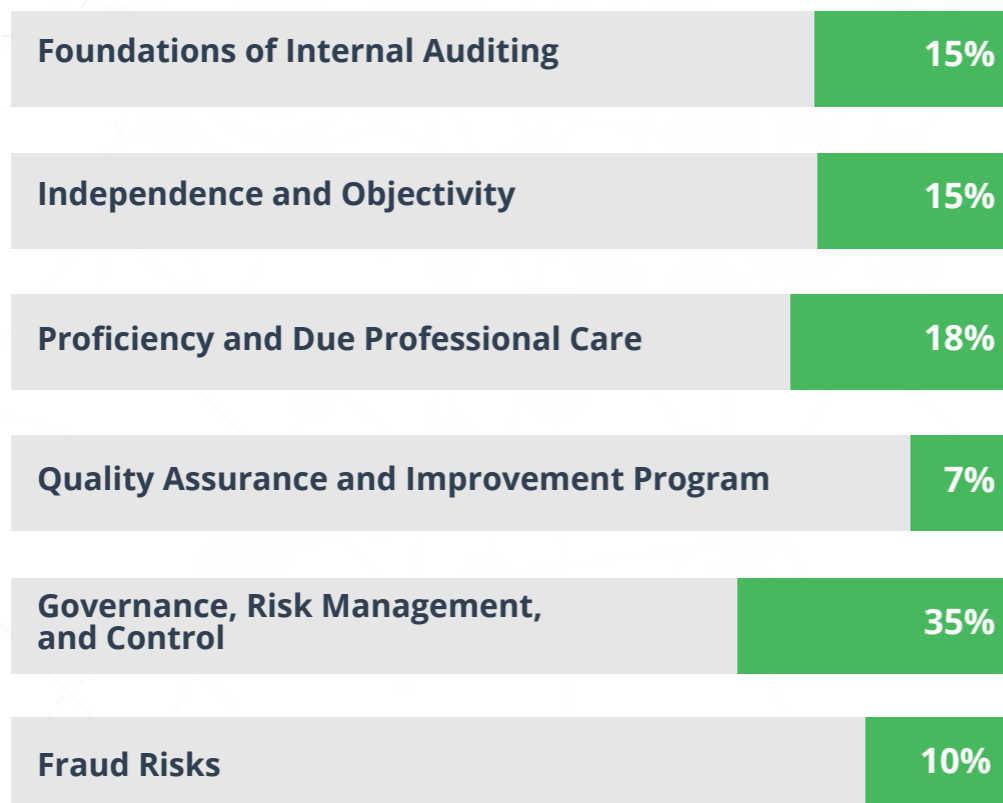 Foundations of Internal Auditing 15%
Independence and Objectivity 15%
Proficiency and Due Professional Care 18%
Quality Assurance and Improvement Program 7%
Governance, Risk Management,
and Control 35%
Fraud Risks 10%